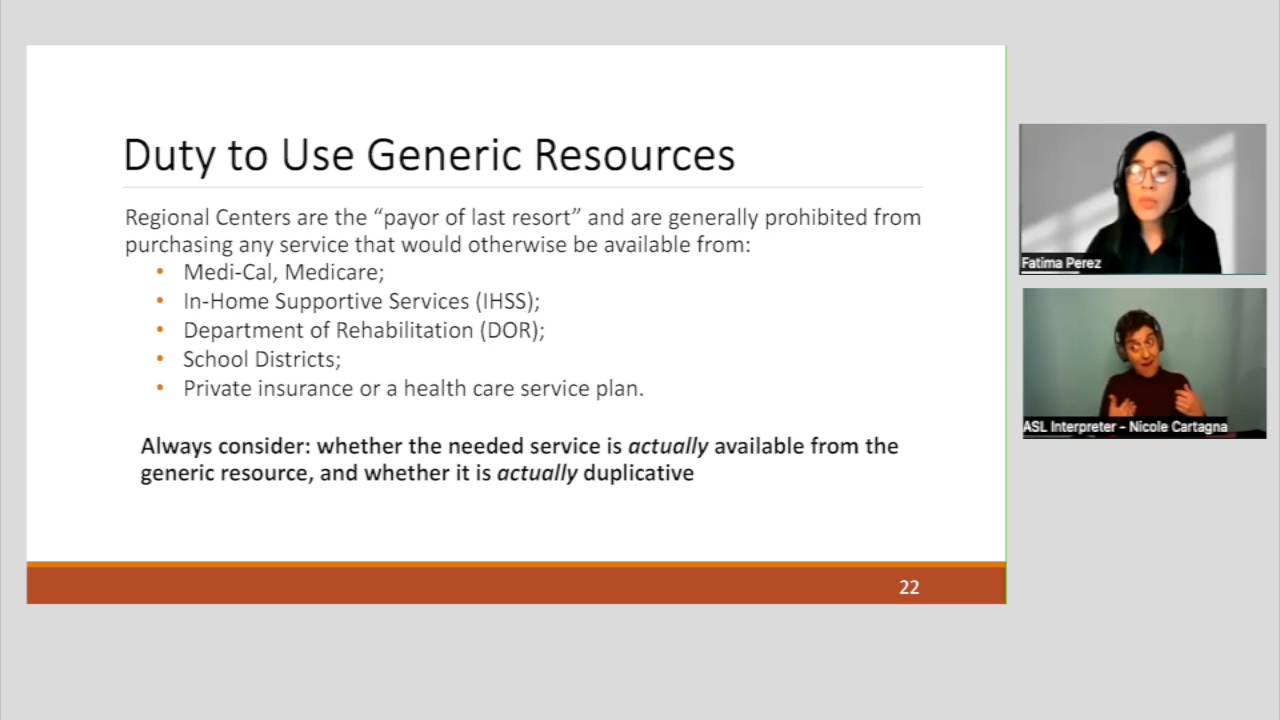 Duty to Use Generic Resources
Regional Centers are the “payor of last resort” and are generally prohibited from
purchasing any service that would otherwise be available from:
• Medi-Cal, Medicare;
• In-Home Supportive Services (IHSS);
• Department of Rehabilitation (DOR);
• School Districts;
• Private insurance or a health care service plan.
Always consider: whether the needed service is actually available from the
generic resource, and whether it is actually duplicative
22
Fatima Perez
ASL Interpreter – Nicole Cartagna